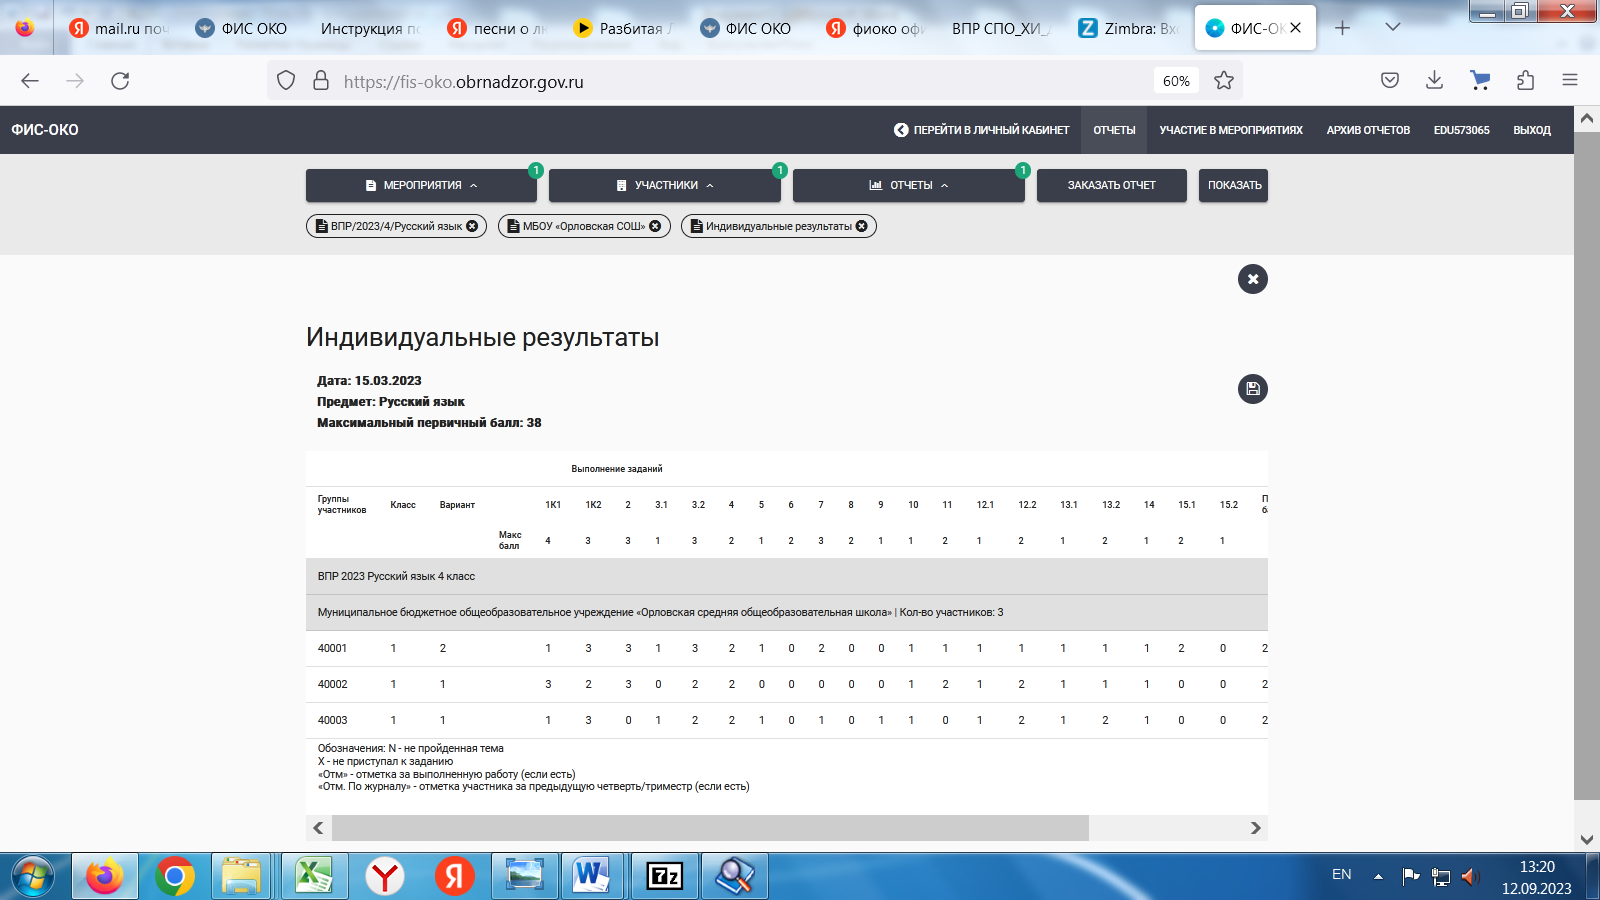 mail.ru поч
ФИС ОКО
Инструкция по
песни о лю
Разбитая Л
ФИС ОКО
фиоко офи
ВПР СПО_ХИ_
Zimbra: Вхо
ФИС-ОК
https://fis-oko.obrnadzor.gov.ru
60%
ФИС-ОКО
ПЕРЕЙТИ В ЛИЧНЫЙ КАБИНЕТ
ОТЧЕТЫ
УЧАСТИЕ В МЕРОПРИЯТИЯХ
АРХИВ ОТЧЕТОВ
EDU573065
ВЫХОД
МЕРОПРИЯТИЯ 1
УЧАСТНИКИ 1
ОТЧЕТЫ 1
ЗАКАЗАТЬ ОТЧЕТ
ПОКАЗАТЬ
ВПР/2023/4/Русский язык
МБОУ «Орловская СОШ»
Индивидуальные результаты
Индивидуальные результаты
Дата: 15.03.2023
Предмет: Русский язык
Максимальный первичный балл: 38
Выполнение заданий
Группы участников Класс Вариант 1К1 1К2 2 3.1 3.2 4 5 6 7 8 9 10 11 12.1 12.2 13.1 13.2 14 15.1 15.2
Макс балл 4 3 3 1 3 2 1 2 3 2 1 1 2 1 2 1 2 1 2 1
ВПР 2023 Русский язык 4 класс
Муниципальное бюджетное общеобразовательное учреждение «Орловская средняя общеобразовательная школа» | Кол-во участников: 3
40001 1 2 1 3 3 1 3 2 1 0 2 0 0 1 1 1 1 1 1 1 2 0 2
40002 1 1 3 2 3 0 2 2 0 0 0 0 0 1 2 1 2 1 1 1 0 0 2
40003 1 1 1 3 0 1 2 2 1 0 1 0 1 1 0 1 2 1 2 1 0 0 2
Обозначения: N - не пройденная тема
X - не приступал к заданию
«Отм» - отметка за выполненную работу (если есть)
«Отм. По журналу» - отметка участника за предыдущую четверть/триместр (если есть)
EN
13:20
12.09.2023